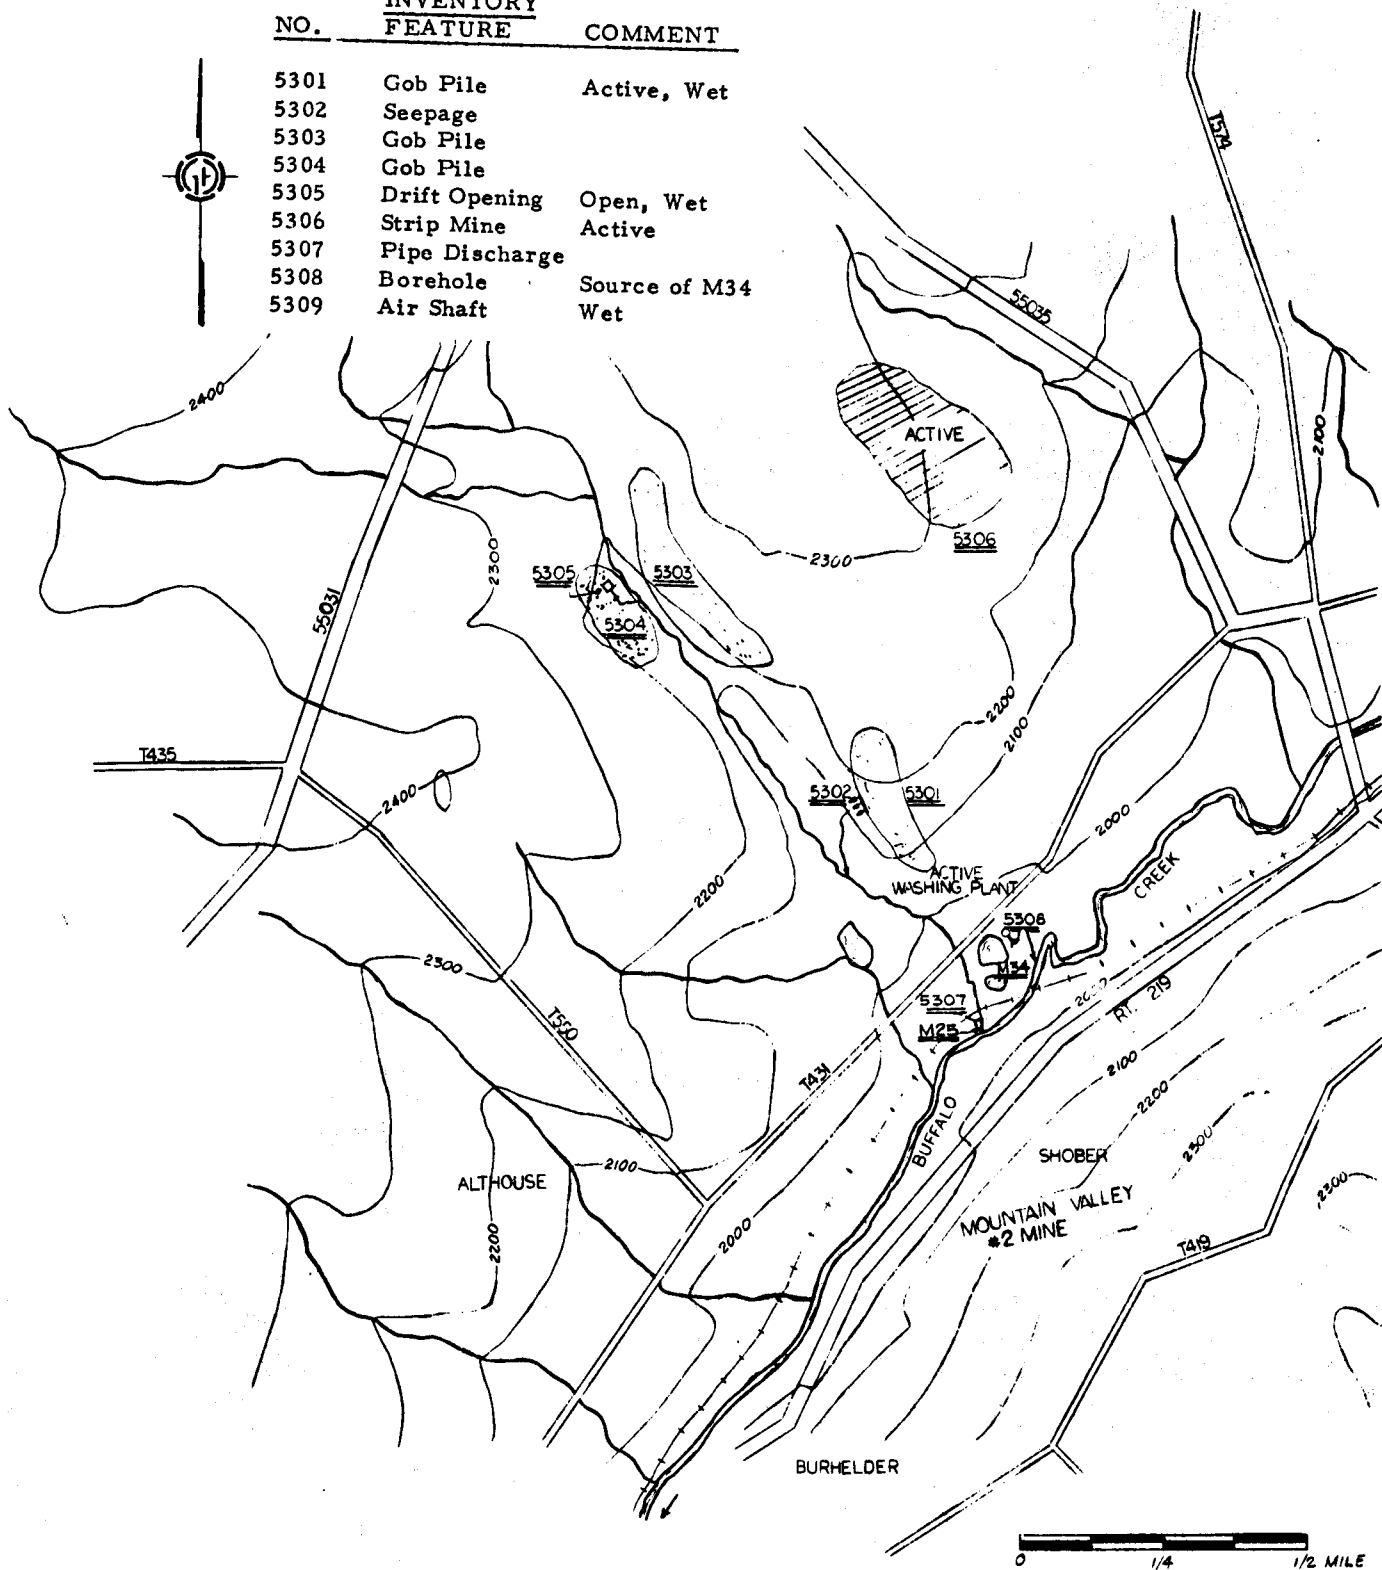 INVENTORY
NO. FEATURE COMMENT
5301 Gob Pile Active, Wet
5302 Seepage
5303 Gob Pile
5304 Gob Pile
5305 Drift Opening Open, Wet
5306 Strip Mine Active
5307 Pipe Discharge
5308 Borehole Source of M34
5309 Air Shaft Wet
T574
55035
2400
2100
ACTIVE
5306
2300
2300
5305
5303
5304
55031
2200
2100
T435
2400
5302
5301
2000
ACTIVE
WASHING PLANT
CREEK
2200
5308
2300
M34
5307
RT. 219
M25
T550
T431
2100
2200
BUFFALO
2300
SHOBER
2100
ALTHOUSE
2300
MOUNTAIN VALLEY
#2 MINE
2000
2200
T419
BURHELDER
0 1/4 1/2 MILE